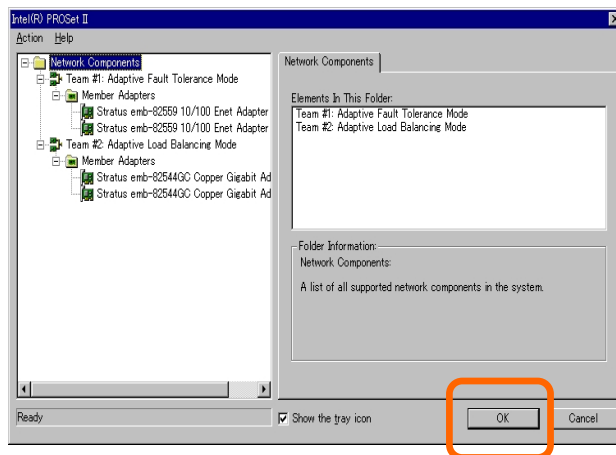 Intel(R) PROSet II
Action Help
Network Components
Team #1: Adaptive Fault Tolerance Mode
Member Adapters
Stratus emb-82559 10/100 Enet Adapter
Stratus emb-82559 10/100 Enet Adapter
Team #2: Adaptive Load Balancing Mode
Member Adapters
Stratus emb-82544GC Copper Gigabit Ad
Stratus emb-82544GC Copper Gigabit Ad
Network Components
Elements In This Folder:
Team #1: Adaptive Fault Tolerance Mode
Team #2: Adaptive Load Balancing Mode
Folder Information:
Network Components:
A list of all supported network components in the system.
Ready
Show the tray icon
OK
Cancel